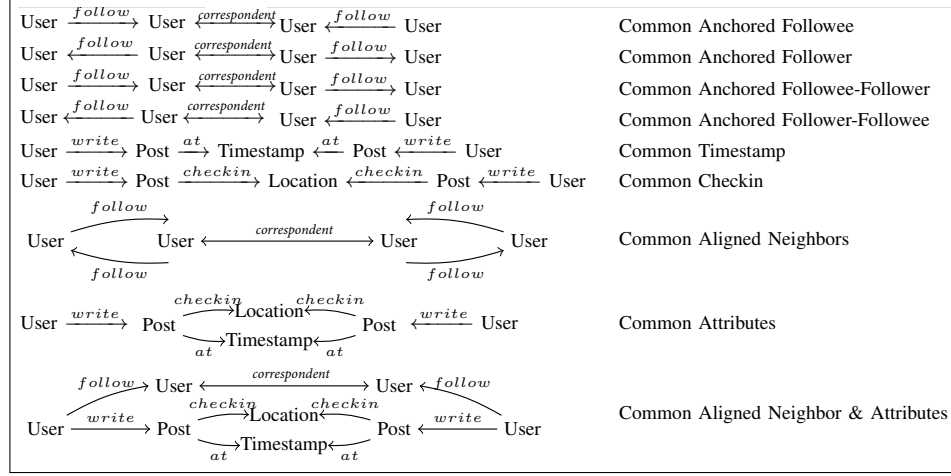 User follow User correspondent User follow User Common Anchored Followee
User follow User correspondent User follow User Common Anchored Follower
User follow User correspondent User follow User Common Anchored Followee-Follower
User follow User correspondent User follow User Common Anchored Follower-Followee
User write Post at Timestamp at Post write User Common Timestamp
User write Post checkin Location checkin Post write User Common Checkin
follow follow
User User correspondent User User Common Aligned Neighbors
follow follow
checkin Location checkin
User write Post Post write User Common Attributes
at Timestamp at
follow User correspondent User follow
checkin Location checkin
User write Post Post write User Common Aligned Neighbor & Attributes
at Timestamp at